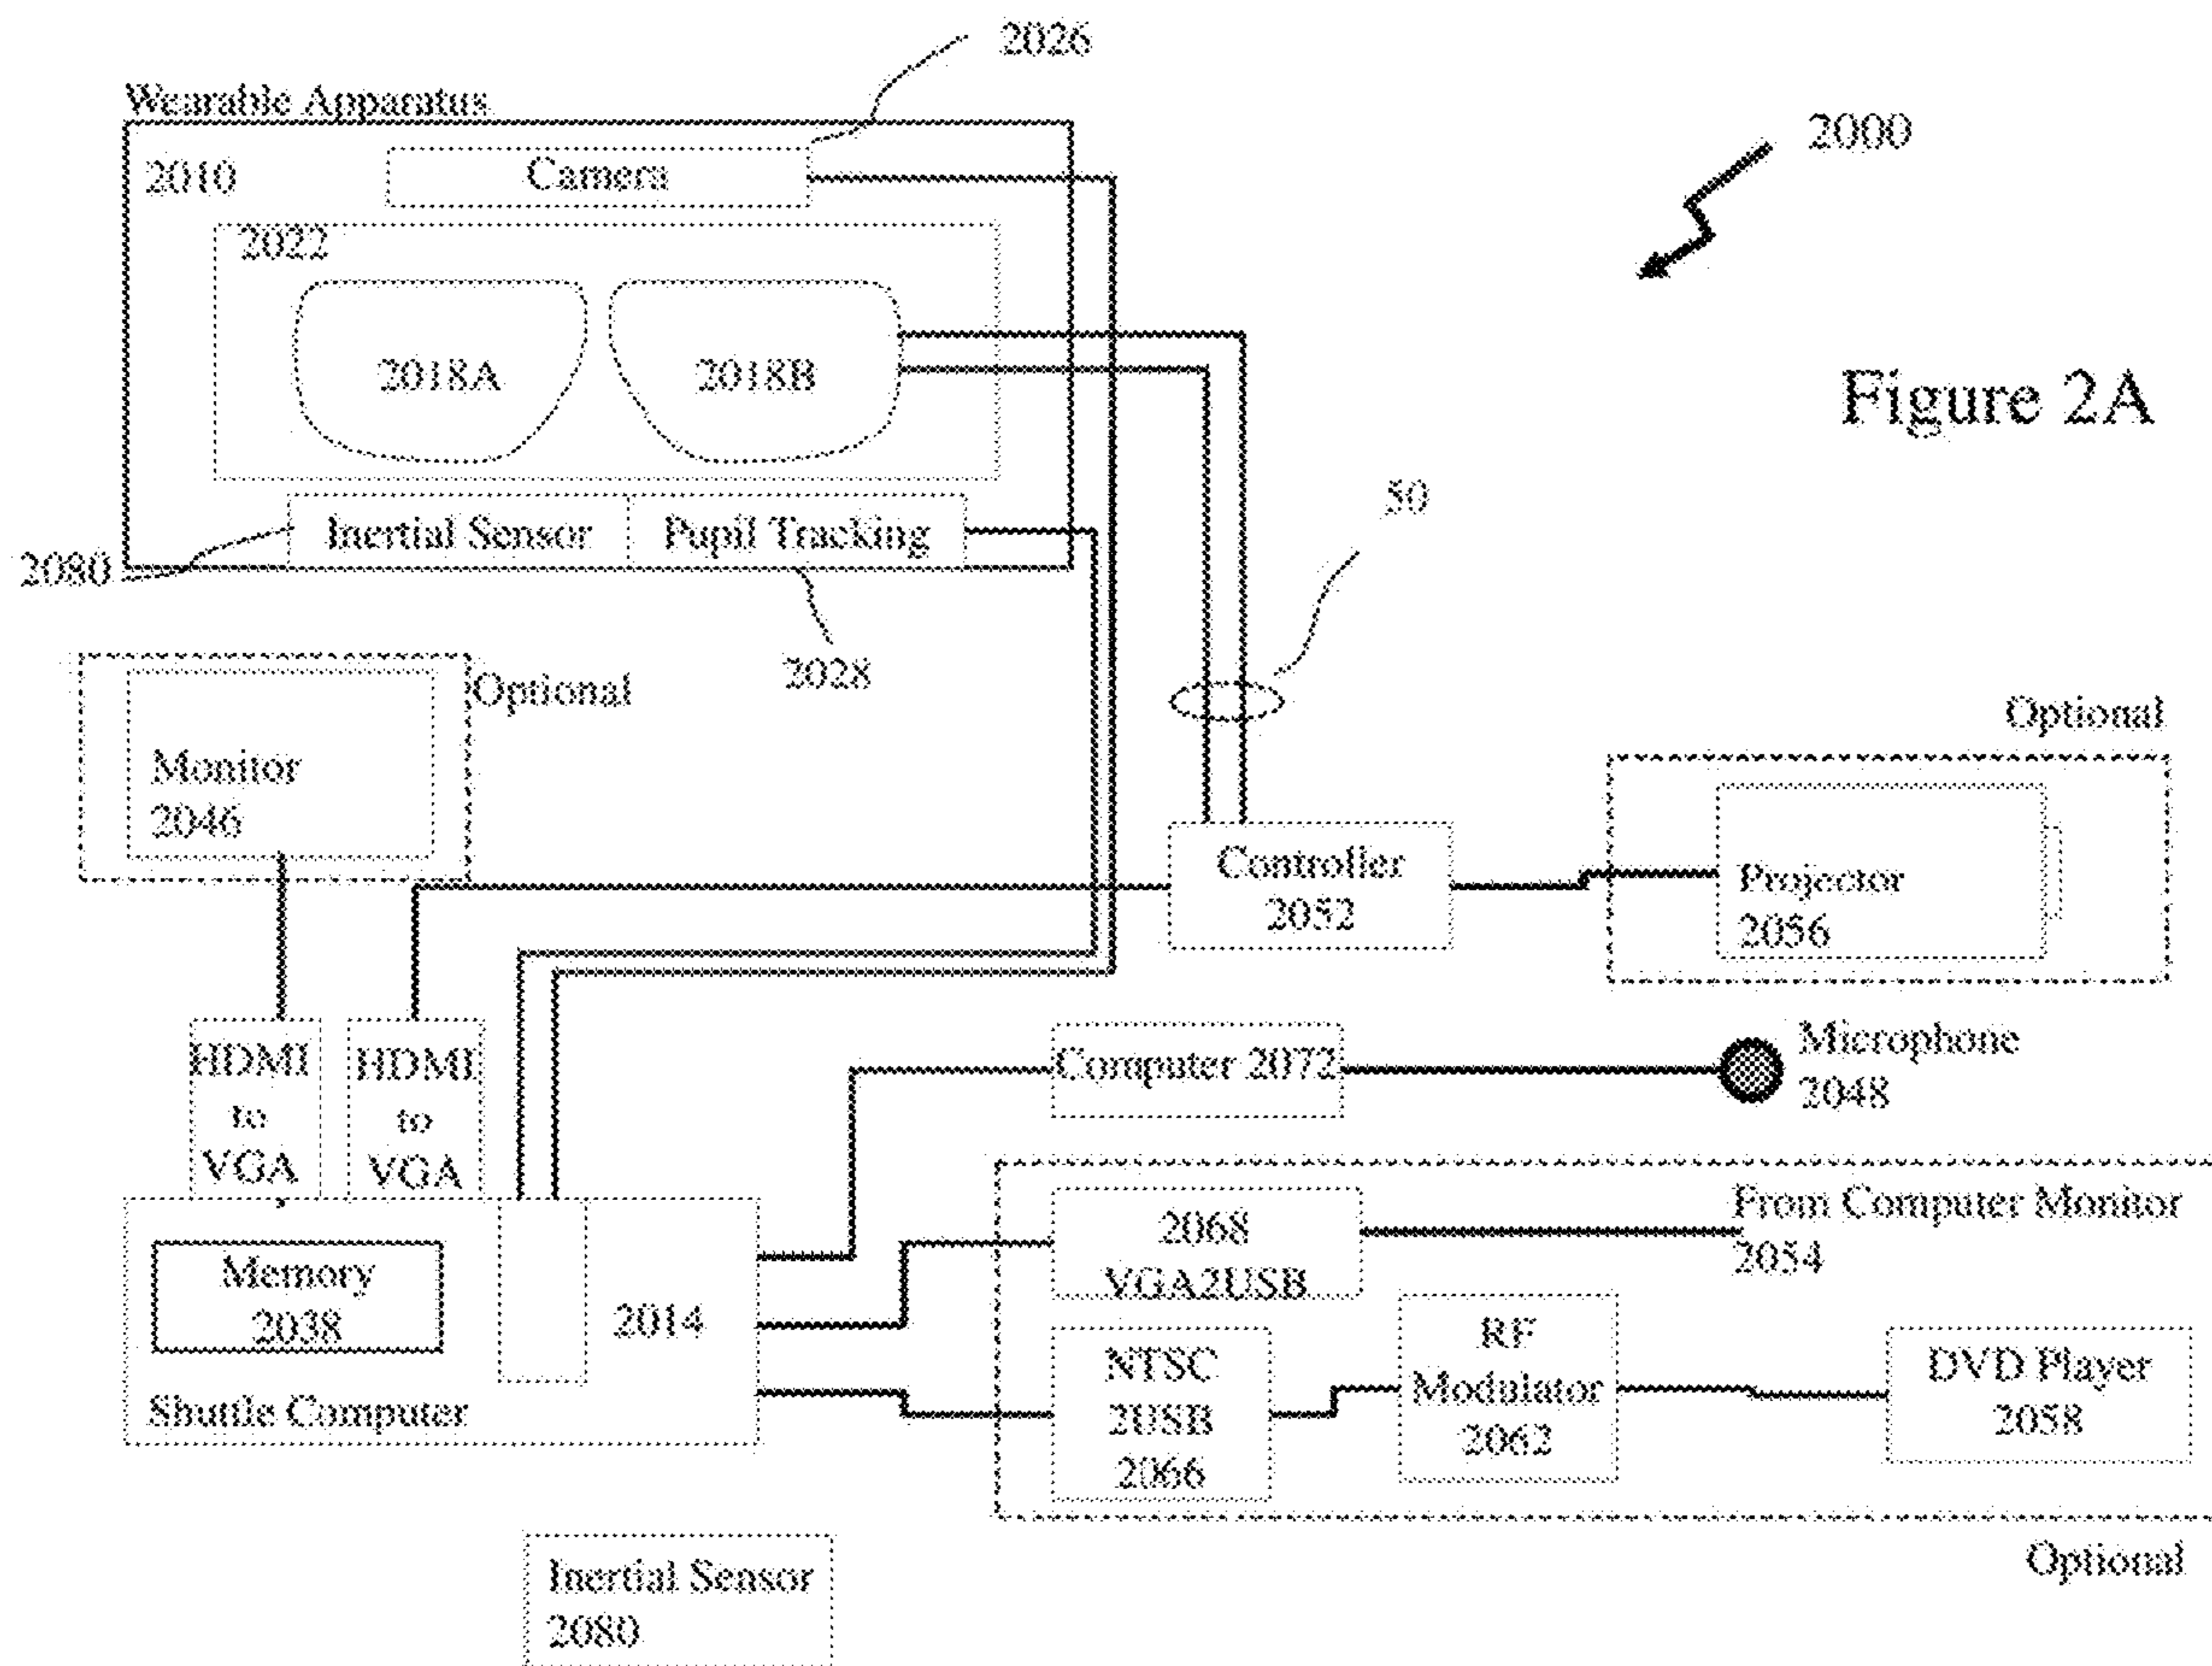 2026
Wearable Apparatus
2000
2010
Camera
2022
2018A
2018B
Figure 2A
50
Inertial Sensor
Pupil Tracking
2080
2028
Optional
Optional
Monitor
2046
Controller
2052
Projector
2056
HDMI
to
VGA
HDMI
to
VGA
Computer 2072
Microphone
2048
2068
VGA2USB
From Computer Monitor
2054
Memory
2038
2014
Shuttle Computer
NTSC
2USB
2066
RF
Modulator
2062
DVD Player
2058
Optional
Inertial Sensor
2080